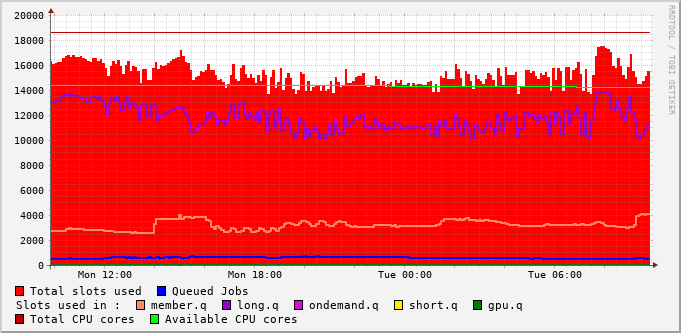 20000
18000
16000
14000
12000
10000
8000
6000
4000
2000
0
Mon 12:00 Mon 18:00 Tue 00:00 Tue 06:00
Total slots used Queued Jobs
Slots used in : member.q long.q ondemand.q short.q gpu.q
Total CPU cores Available CPU cores
RRDTOOL / TOBI OETIKER